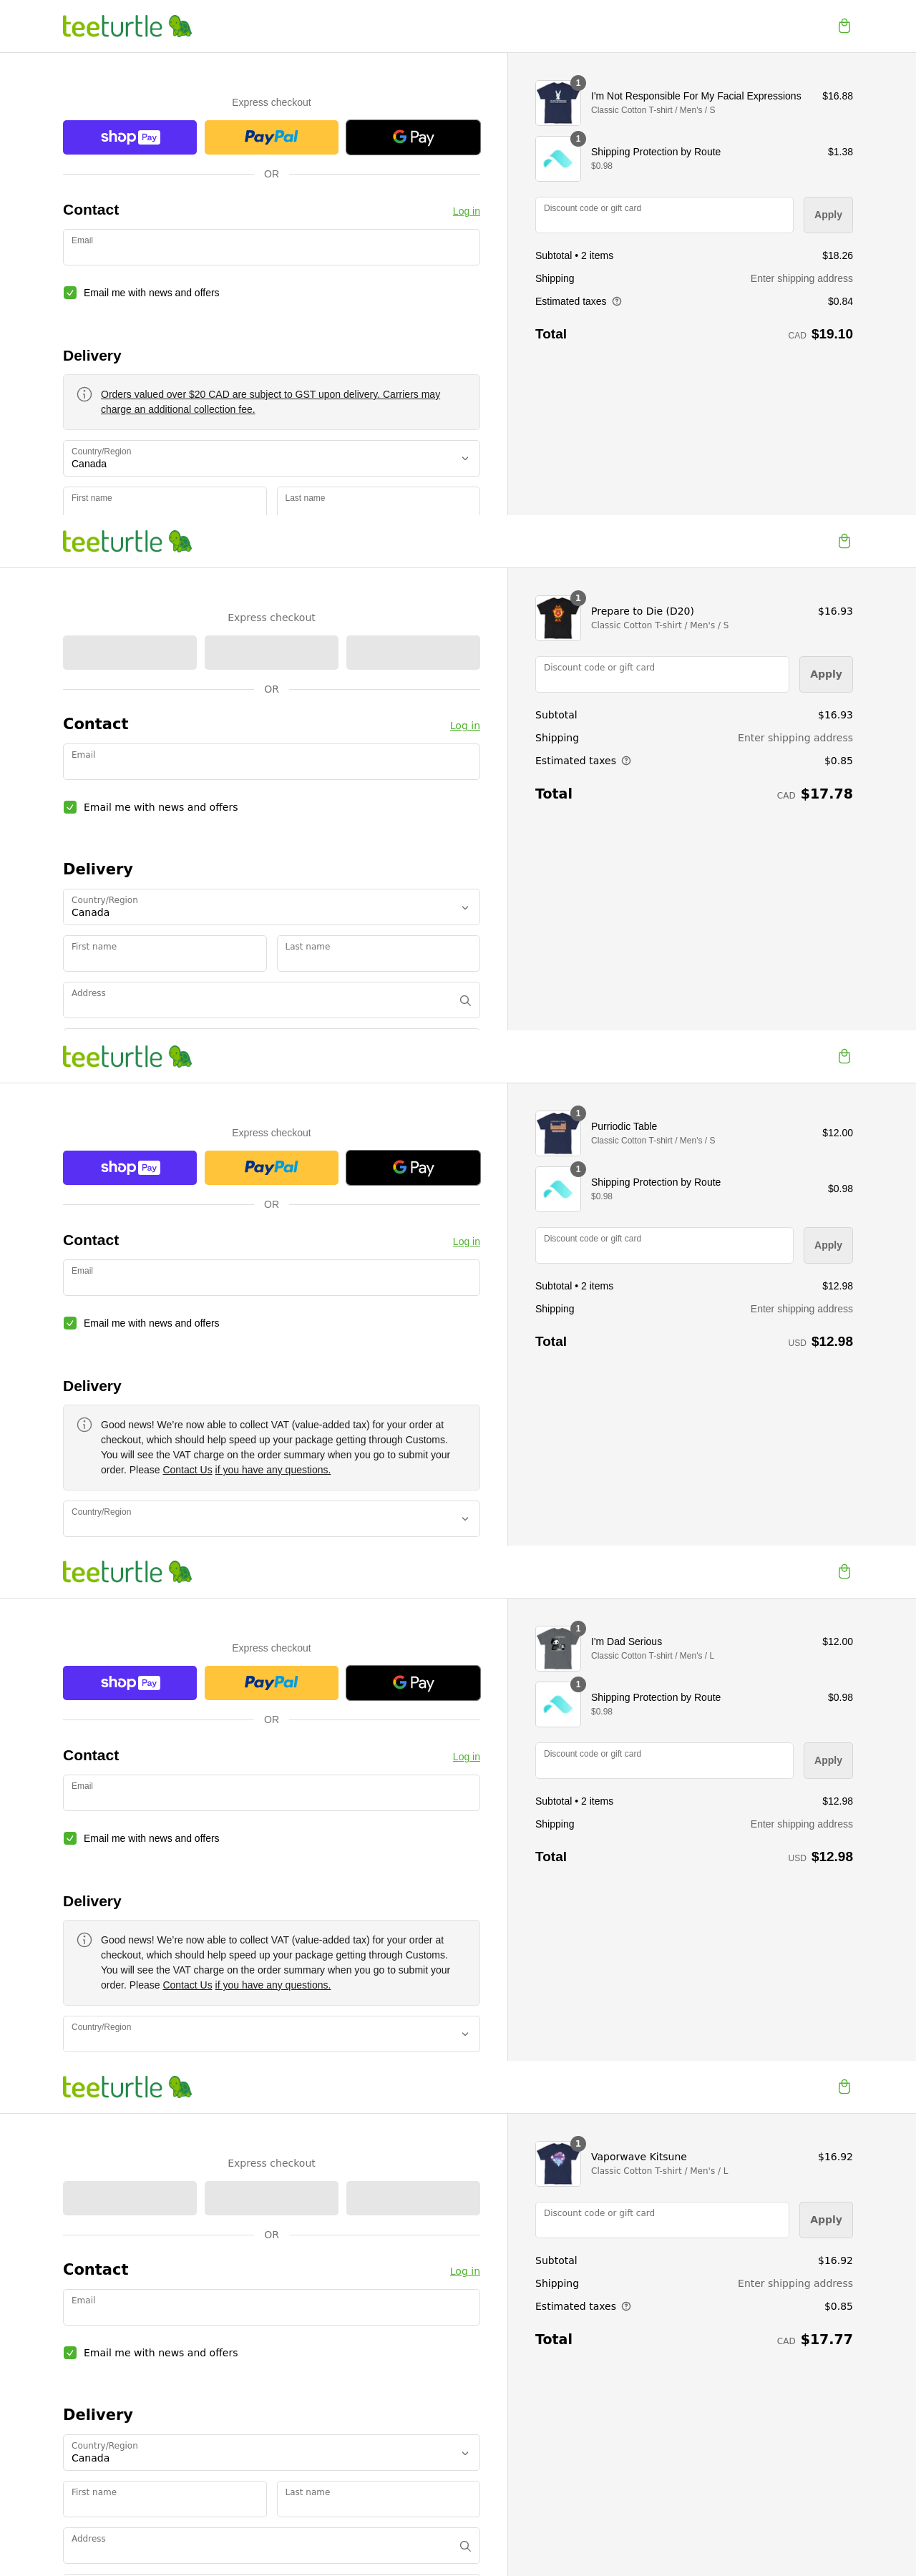 teeturtle
Express checkout
shop Pay
PayPal
G Pay
OR
Contact
Log in
Email
Email me with news and offers
Delivery
Orders valued over $20 CAD are subject to GST upon delivery. Carriers may
charge an additional collection fee.
Country/Region
Canada
First name
Last name
1
I'm Not Responsible For My Facial Expressions
$16.88
Classic Cotton T-shirt / Men's / S
1
Shipping Protection by Route
$1.38
$0.98
Discount code or gift card
Apply
Subtotal • 2 items
$18.26
Shipping
Enter shipping address
Estimated taxes
$0.84
Total
CAD $19.10
teeturtle
Express checkout
OR
Contact
Log in
Email
Email me with news and offers
Delivery
Country/Region
Canada
First name
Last name
Address
1
Prepare to Die (D20)
$16.93
Classic Cotton T-shirt / Men's / S
Discount code or gift card
Apply
Subtotal
$16.93
Shipping
Enter shipping address
Estimated taxes
$0.85
Total
CAD $17.78
teeturtle
Express checkout
shop Pay
PayPal
G Pay
OR
Contact
Log in
Email
Email me with news and offers
Delivery
Good news! We're now able to collect VAT (value-added tax) for your order at
checkout, which should help speed up your package getting through Customs.
You will see the VAT charge on the order summary when you go to submit your
order. Please Contact Us if you have any questions.
Country/Region
1
Purriodic Table
$12.00
Classic Cotton T-shirt / Men's / S
1
Shipping Protection by Route
$0.98
$0.98
Discount code or gift card
Apply
Subtotal • 2 items
$12.98
Shipping
Enter shipping address
Total
USD $12.98
teeturtle
Express checkout
shop Pay
PayPal
G Pay
OR
Contact
Log in
Email
Email me with news and offers
Delivery
Good news! We're now able to collect VAT (value-added tax) for your order at
checkout, which should help speed up your package getting through Customs.
You will see the VAT charge on the order summary when you go to submit your
order. Please Contact Us if you have any questions.
Country/Region
1
I'm Dad Serious
$12.00
Classic Cotton T-shirt / Men's / L
1
Shipping Protection by Route
$0.98
$0.98
Discount code or gift card
Apply
Subtotal • 2 items
$12.98
Shipping
Enter shipping address
Total
USD $12.98
teeturtle
Express checkout
OR
Contact
Log in
Email
Email me with news and offers
Delivery
Country/Region
Canada
First name
Last name
Address
1
Vaporwave Kitsune
$16.92
Classic Cotton T-shirt / Men's / L
Discount code or gift card
Apply
Subtotal
$16.92
Shipping
Enter shipping address
Estimated taxes
$0.85
Total
CAD $17.77